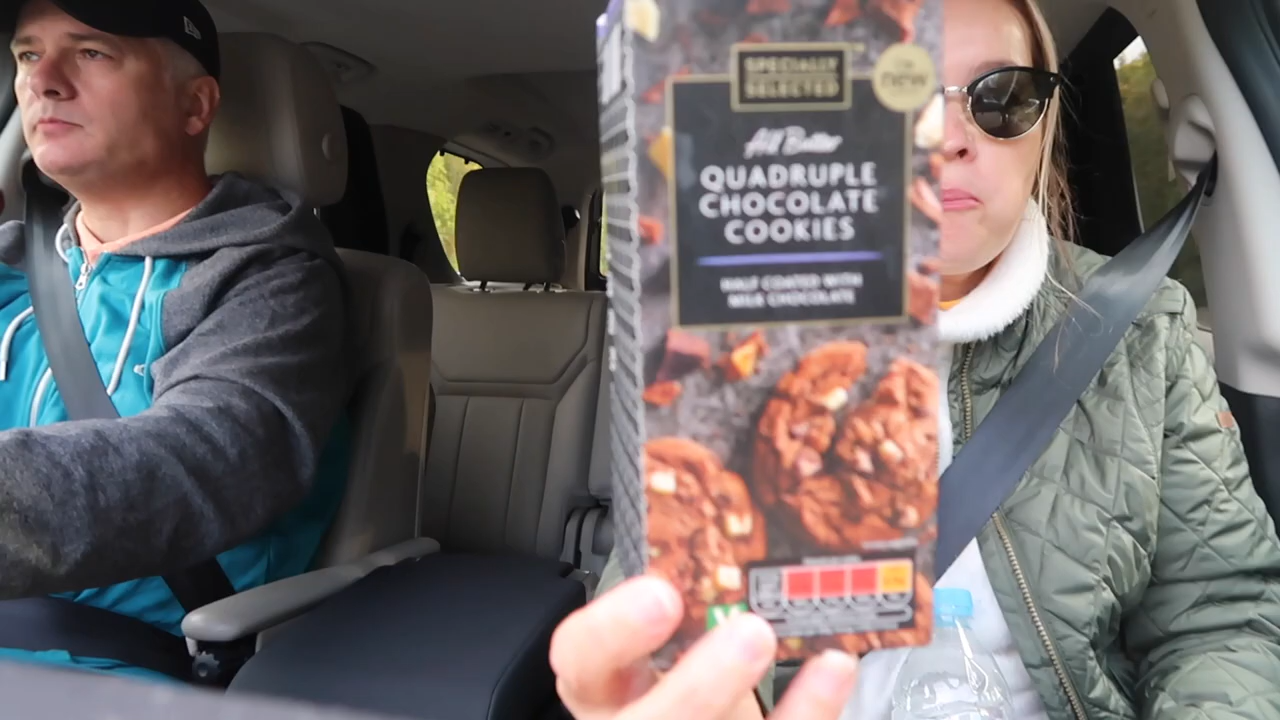 SPECIALLY
SELECTED
new
All Butter
QUADRUPLE
CHOCOLATE
COOKIES
HALF COATED WITH
MILK CHOCOLATE